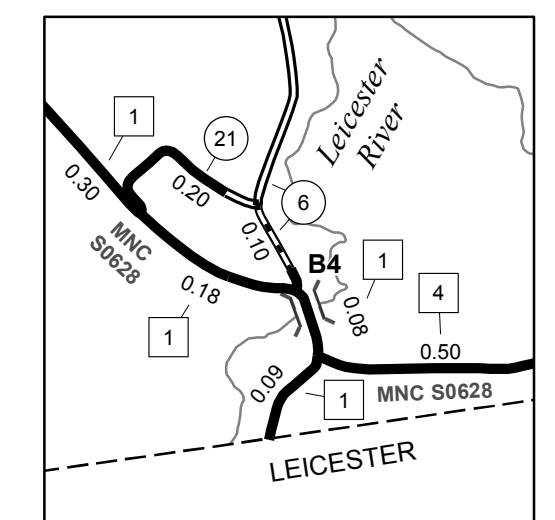 1
21
Leicester
River
0.30
0.20
6
MNC
S0628
0.10
B4
1
0.18
4
0.08
1
0.50
0.09
1
MNC S0628
LEICESTER